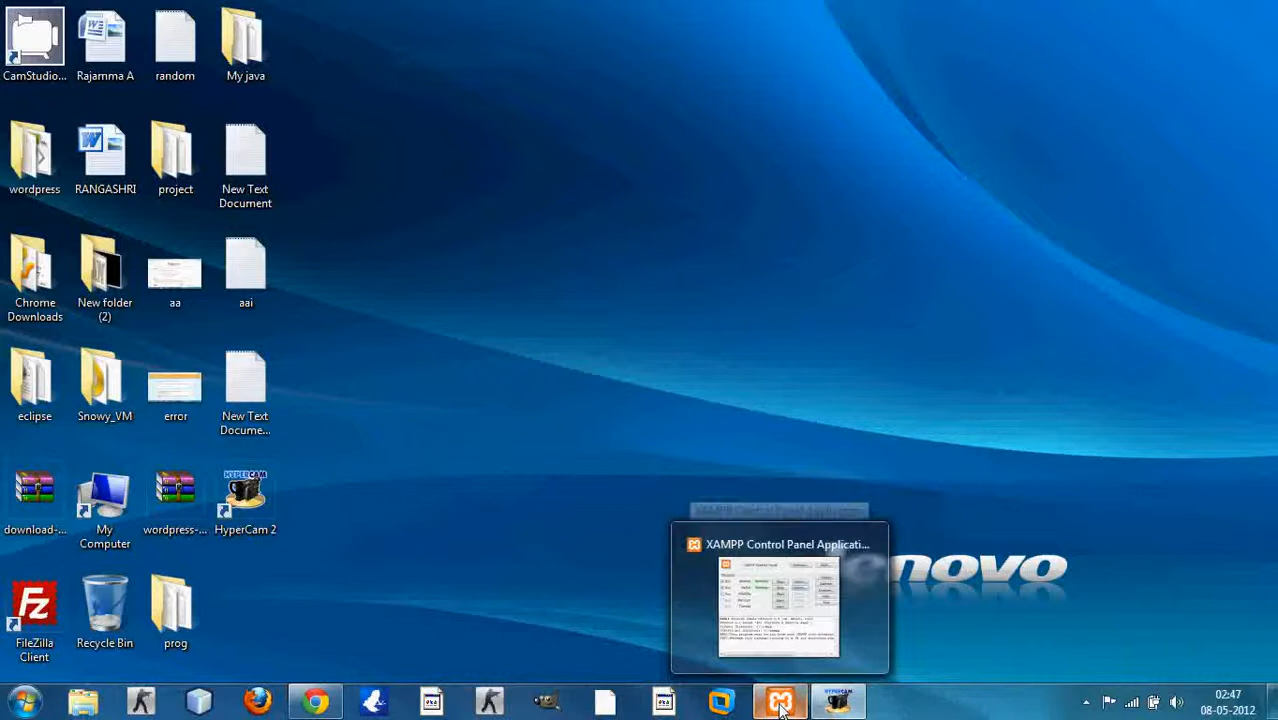 CamStudio...
Rajamma A
random
My java
wordpress
RANGASHRI
project
New Text
Document
Chrome
Downloads
New folder
(2)
aa
aai
eclipse
Snowy_VM
error
New Text
Docume...
HYPERCAM
download-...
My
Computer
wordpress-...
HyperCam 2
XAMPP Control Panel Applicati...
lenovo
FileZilla
Client
Recycle Bin
prog
02:47
08-05-2012